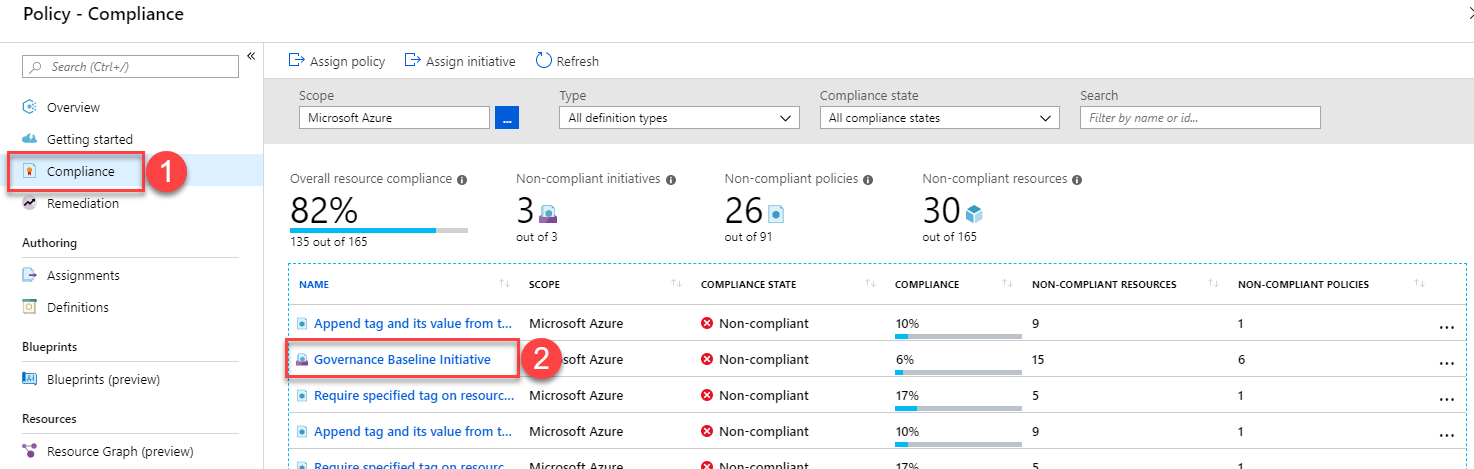 Policy - Compliance
Search (Ctrl+/)
Overview
Getting started
Compliance
1
Remediation
Authoring
Assignments
Definitions
Blueprints
Blueprints (preview)
Resources
Resource Graph (preview)
Assign policy Assign initiative Refresh
Scope Type Compliance state Search
Microsoft Azure ... All definition types All compliance states Filter by name or id...
Overall resource compliance Non-compliant initiatives Non-compliant policies Non-compliant resources
82% 3 26 30
135 out of 165 out of 3 out of 91 out of 165
NAME SCOPE COMPLIANCE STATE COMPLIANCE NON-COMPLIANT RESOURCES NON-COMPLIANT POLICIES
Append tag and its value from t... Microsoft Azure Non-compliant 10% 9 1 ...
Governance Baseline Initiative 2 soft Azure Non-compliant 6% 15 6 ...
Require specified tag on resourc... Microsoft Azure Non-compliant 17% 5 1 ...
Append tag and its value from t... Microsoft Azure Non-compliant 10% 9 1 ...
Require specified tag on resourc... Microsoft Azure Non-compliant 17% 5 1 ...